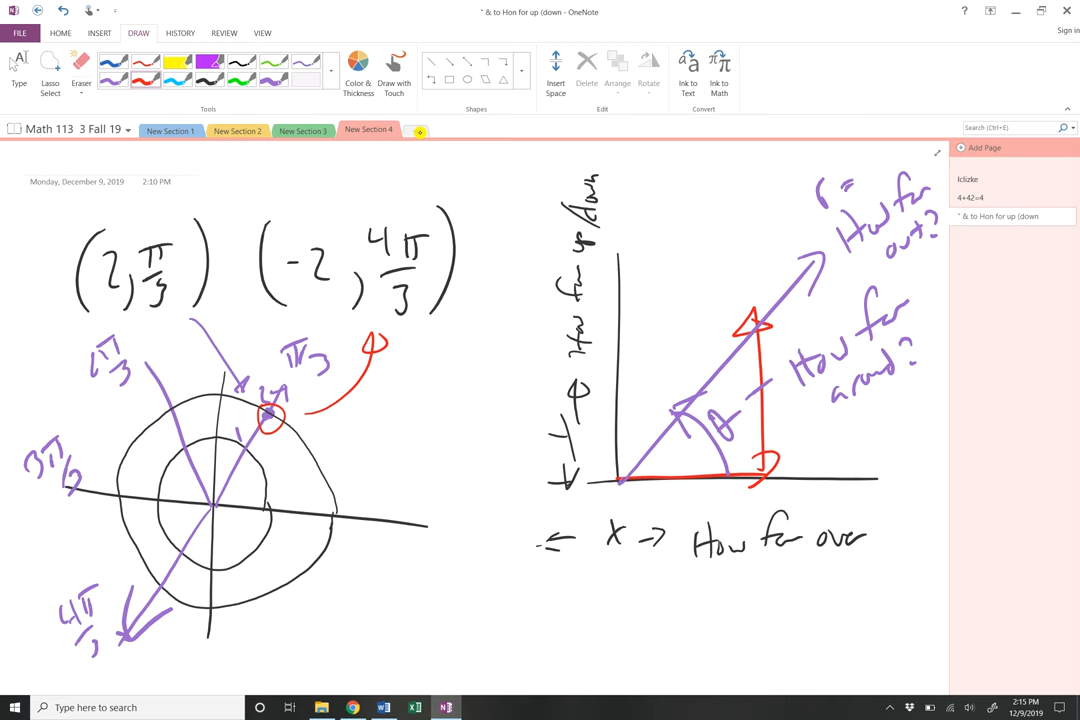 " & to Hon for up (down - OneNote
?
Sign in
FILE
HOME
INSERT
DRAW
HISTORY
REVIEW
VIEW
Type
Lasso
Select
Eraser
Color &
Thickness
Draw with
Touch
Insert
Space
Delete
Arrange
Rotate
Ink to
Text
Ink to
Math
Tools
Shapes
Edit
Convert
Math 113 3 Fall 19
New Section 1
New Section 2
New Section 3
New Section 4
Search (Ctrl+E)
Add Page
Iclizke
4+42=4
" & to Hon for up (down
Monday, December 9, 2019 2:10 PM
(2, π/3) (-2, 4π/3)
2π/3
π/3
3π/3
4π/3
1
2
How far up/down
y
r =
How far
out?
θ
How far
around?
← x → How far over
Type here to search
2:15 PM
12/9/2019